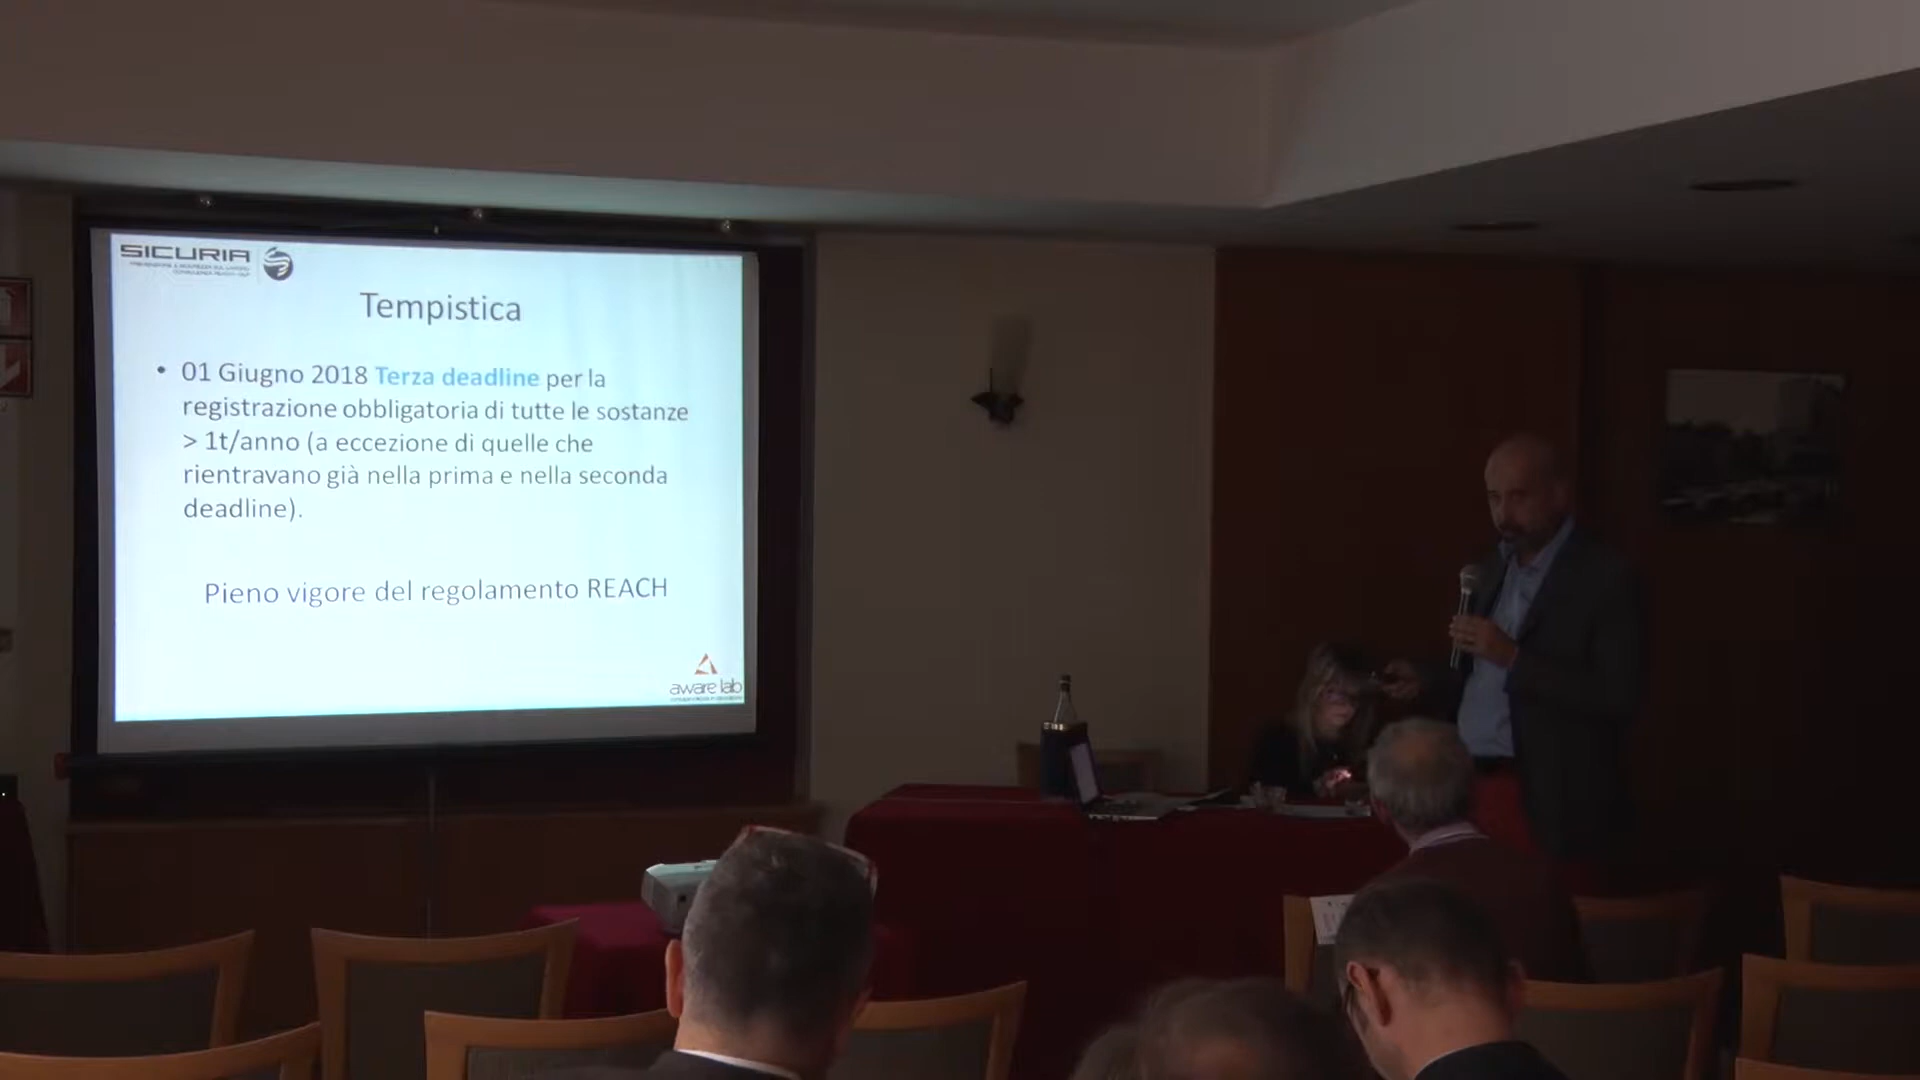 SICURIA
Tempistica
• 01 Giugno 2018 Terza deadline per la
registrazione obbligatoria di tutte le sostanze
> 1t/anno (a eccezione di quelle che
rientravano già nella prima e nella seconda
deadline).
Pieno vigore del regolamento REACH
aware lab